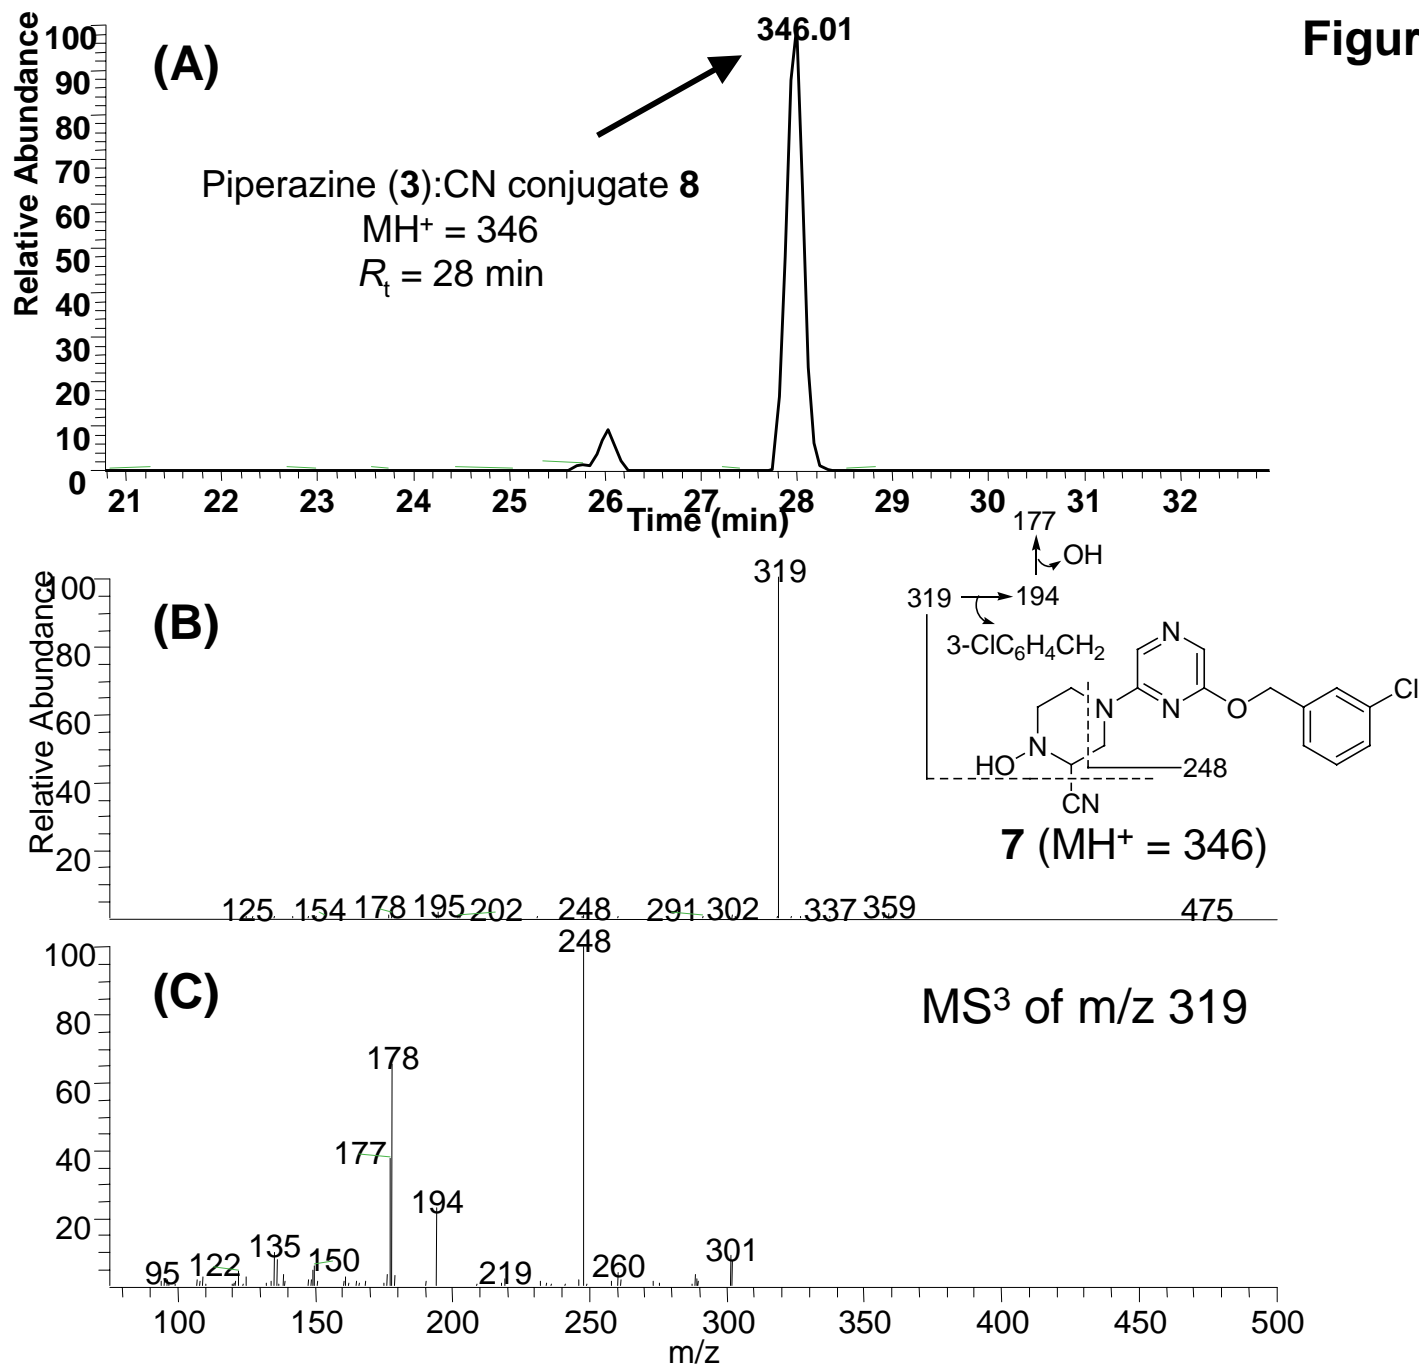 Figur
(A)
346.01
Relative Abundance
100
90
80
70
60
50
40
30
20
10
0
Piperazine (3):CN conjugate 8
MH+ = 346
Rt = 28 min
21 22 23 24 25 26 27 28 29 30 31 32
Time (min)
177
OH
319 194
3-ClC6H4CH2
N
N
N
O
Cl
N
HO
CN
248
7 (MH+ = 346)
(B)
Relative Abundance
100
80
60
40
20
319
125 154 178 195 202 248 291 302 337 359 475
(C)
MS3 of m/z 319
100
80
60
40
20
248
178
177
194
135
122
150
95
219
260
301
100 150 200 250 300 350 400 450 500
m/z